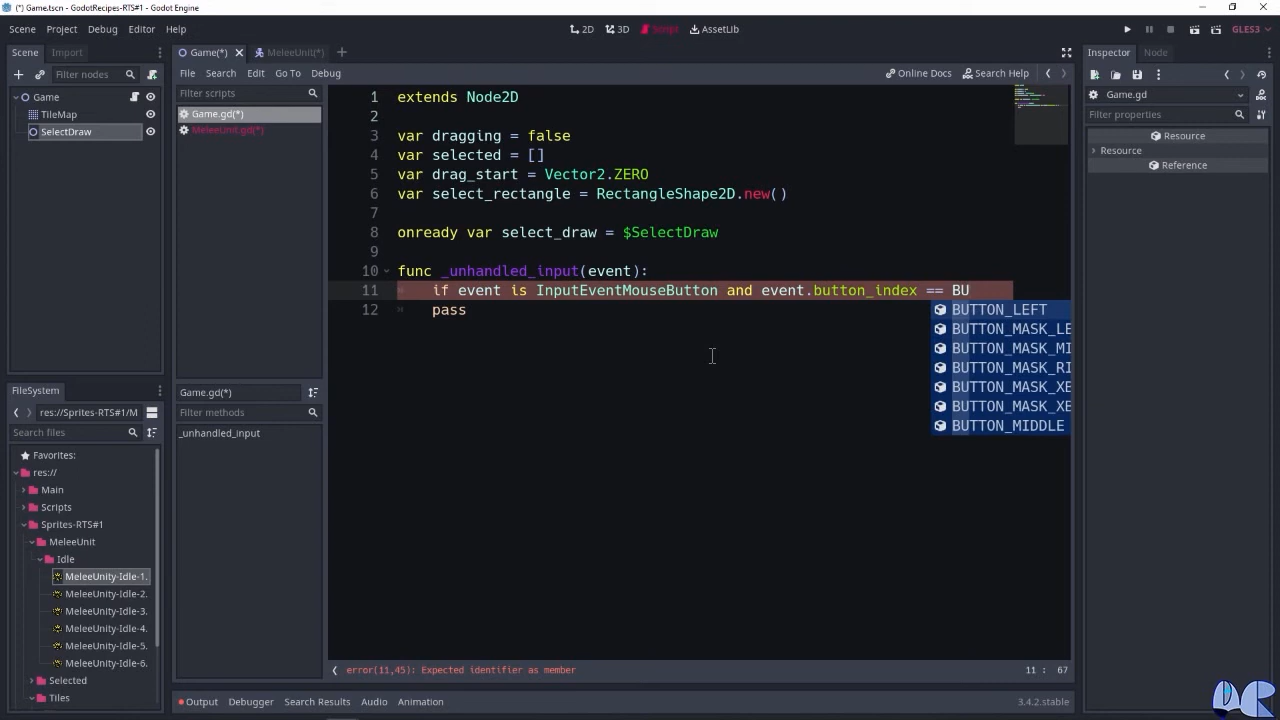 (*) Game.tscn - GodotRecipes-RTS#1 - Godot Engine
Scene Project Debug Editor Help
2D 3D Script AssetLib
GLES3
Scene Import
Filter nodes
Game
TileMap
SelectDraw
Game(*) MeleeUnit(*)
File Search Edit Go To Debug
Online Docs Search Help
Filter scripts
Game.gd(*)
MeleeUnit.gd(*)
Game.gd(*)
Filter methods
_unhandled_input
1 extends Node2D
2
3 var dragging = false
4 var selected = []
5 var drag_start = Vector2.ZERO
6 var select_rectangle = RectangleShape2D.new()
7
8 onready var select_draw = $SelectDraw
9
10 func _unhandled_input(event):
11 if event is InputEventMouseButton and event.button_index == BU
12 pass
BUTTON_LEFT
BUTTON_MASK_LE
BUTTON_MASK_MI
BUTTON_MASK_RI
BUTTON_MASK_XB
BUTTON_MASK_XB
BUTTON_MIDDLE
error(11,45): Expected identifier as member
11 : 67
Output Debugger Search Results Audio Animation
3.4.2.stable
FileSystem
res://Sprites-RTS#1/M
Search files
Favorites:
res://
Main
Scripts
Sprites-RTS#1
MeleeUnit
Idle
MeleeUnity-Idle-1.
MeleeUnity-Idle-2.
MeleeUnity-Idle-3.
MeleeUnity-Idle-4.
MeleeUnity-Idle-5.
MeleeUnity-Idle-6.
Selected
Tiles
Inspector Node
Game.gd
Filter properties
Resource
Resource
Reference
DR